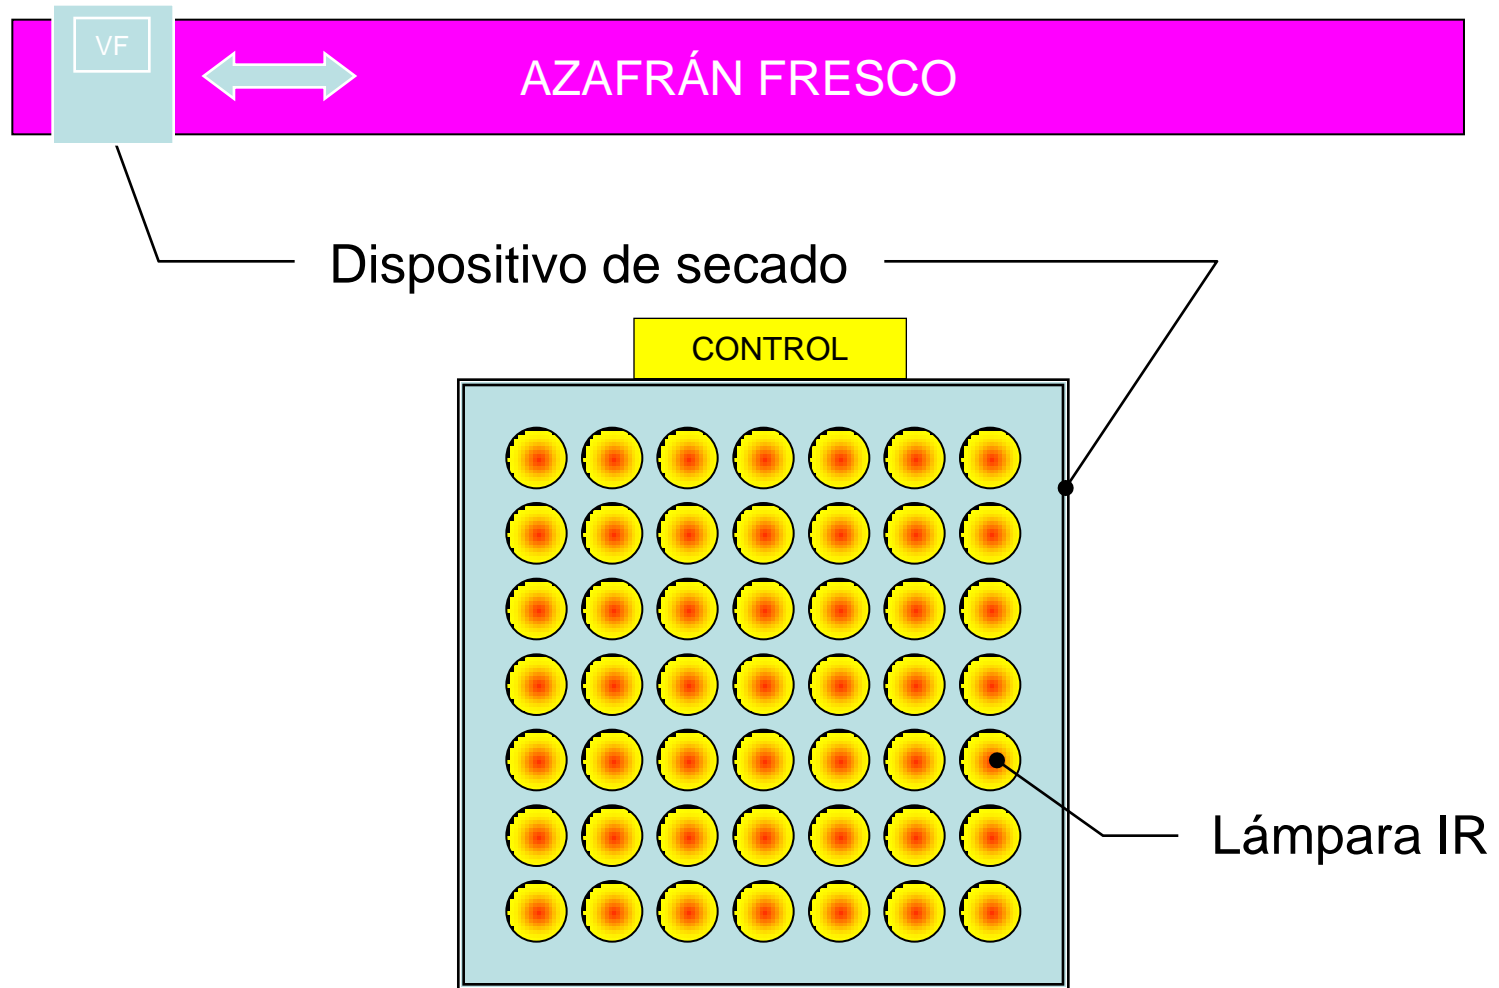 VF
AZAFRÁN FRESCO
Dispositivo de secado
CONTROL
Lámpara IR